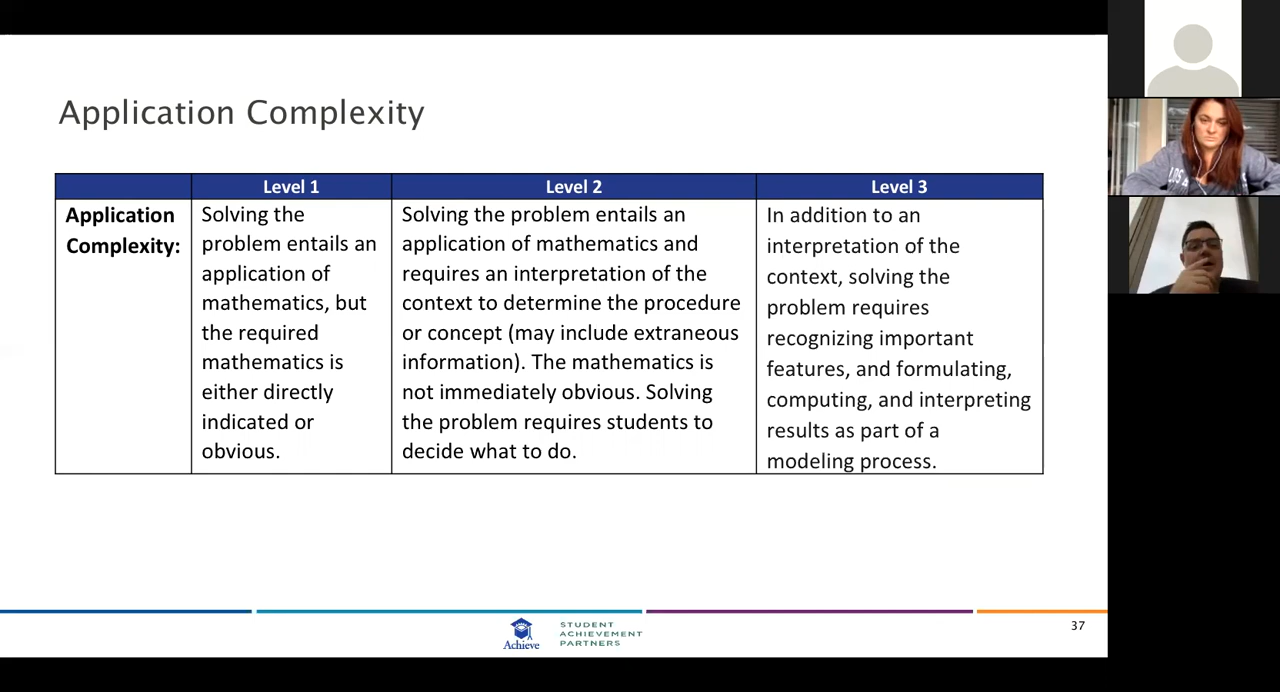 Application Complexity
Level 1
Level 2
Level 3
Application
Complexity:
Solving the
problem entails an
application of
mathematics, but
the required
mathematics is
either directly
indicated or
obvious.
Solving the problem entails an
application of mathematics and
requires an interpretation of the
context to determine the procedure
or concept (may include extraneous
information). The mathematics is
not immediately obvious. Solving
the problem requires students to
decide what to do.
In addition to an
interpretation of the
context, solving the
problem requires
recognizing important
features, and formulating,
computing, and interpreting
results as part of a
modeling process.
Achieve
STUDENT
ACHIEVEMENT
PARTNERS
37